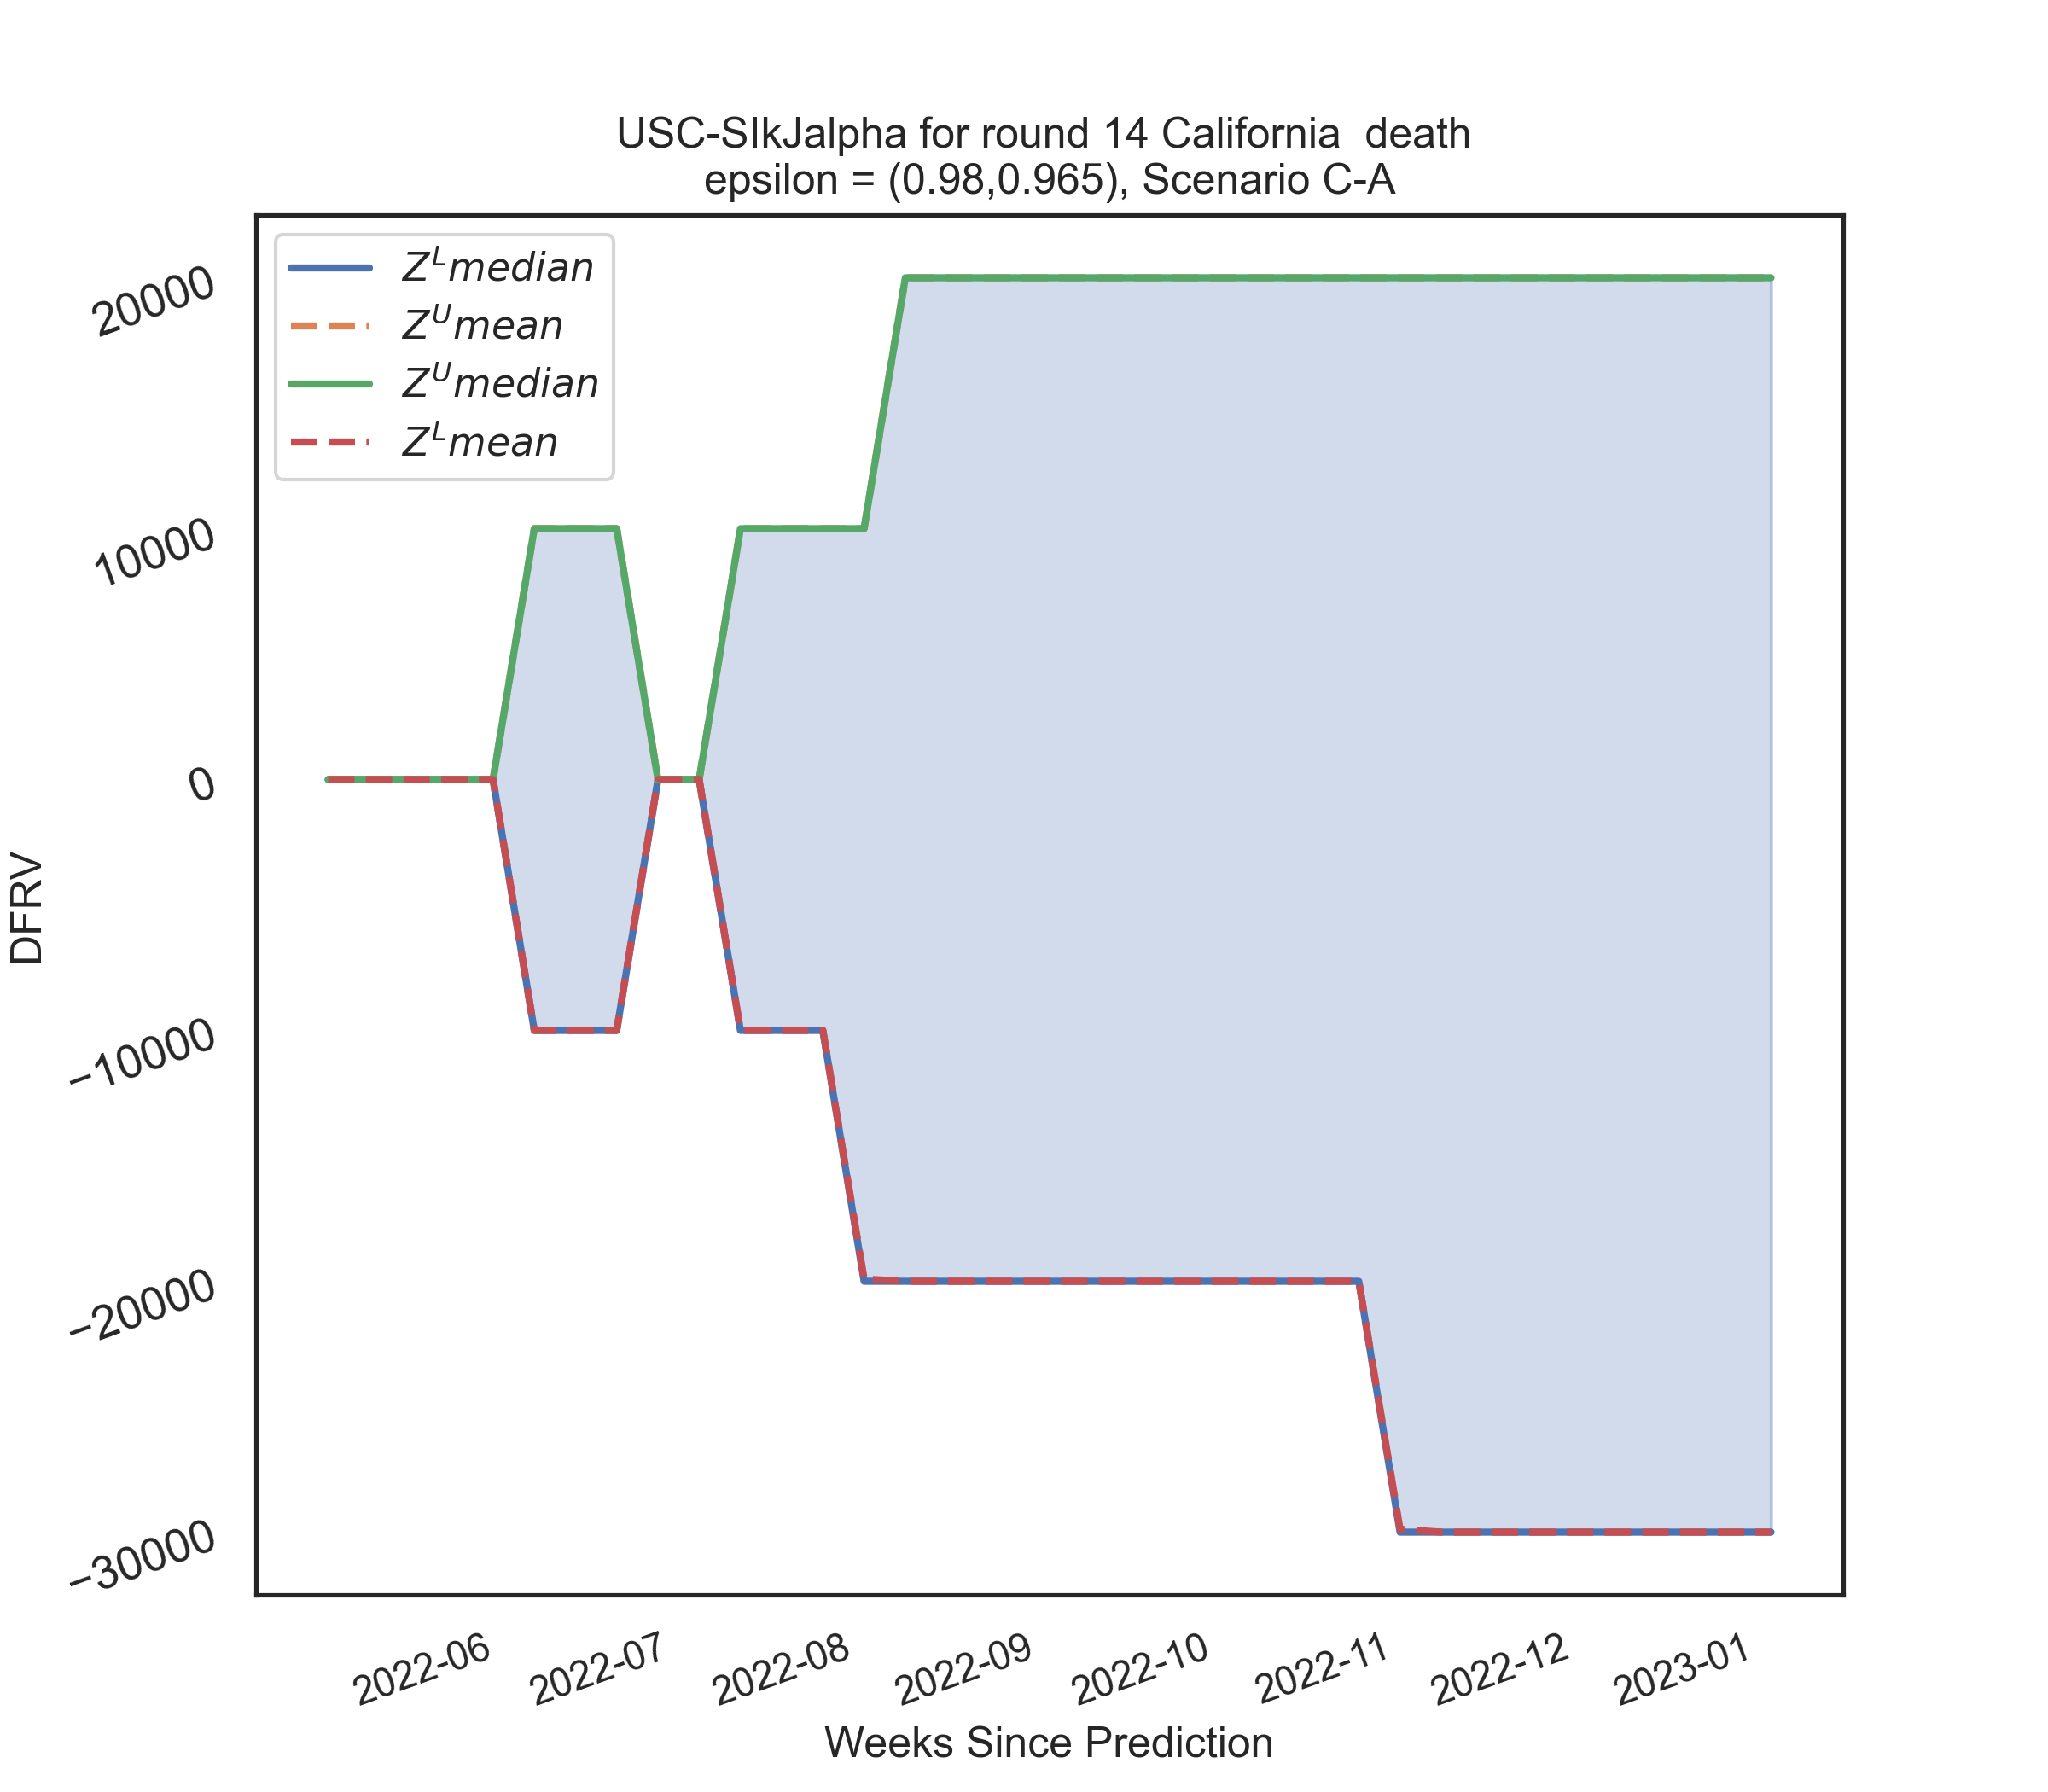 USC-SIkJalpha for round 14 California  death
epsilon = (0.98,0.965), Scenario C-A
Z^L median
Z^U mean
Z^U median
Z^L mean
20000
10000
0
−10000
−20000
−30000
DFRV
2022-06
2022-07
2022-08
2022-09
2022-10
2022-11
2022-12
2023-01
Weeks Since Prediction